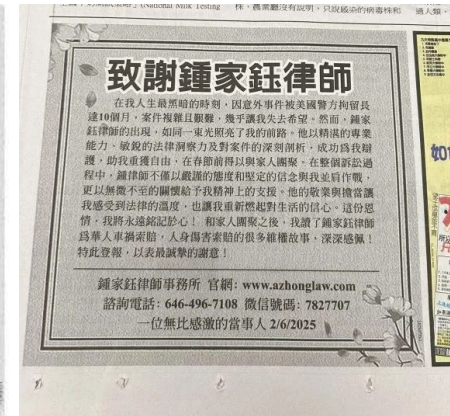 (National Milk Testing
致謝鍾家鈺律師
在我人生最黑暗的時刻，因意外事件被美國警方拘留長
達10個月，案件複雜且艱難，幾乎讓我失去希望。然而，鍾家
鈺律師的出現，如同一束光照亮了我的前路。他以精湛的專業
能力、敏銳的法律洞察力及對案件的深刻剖析，成功為我辯
護，助我重獲自由，在春節前得以與家人團聚。在整個訴訟過
程中，鍾律師不僅以嚴謹的態度和堅定的信念與我並肩作戰，
更以無微不至的關懷給予我精神上的支援。他的敬業與擔當讓
我感受到法律的溫度，也讓我重新燃起對生活的信心。這份恩
情，我將永遠銘記於心！ 和家人團聚之後，我讀了鍾家鈺律師
為華人車禍索賠，人身傷害索賠的很多維權故事，深深感佩！
特此登報，以表最誠摯的謝意！
鍾家鈺律師事務所 官網: www.azhonglaw.com
諮詢電話: 646-496-7108 微信號碼: 7827707
一位無比感激的當事人 2/6/2025
如